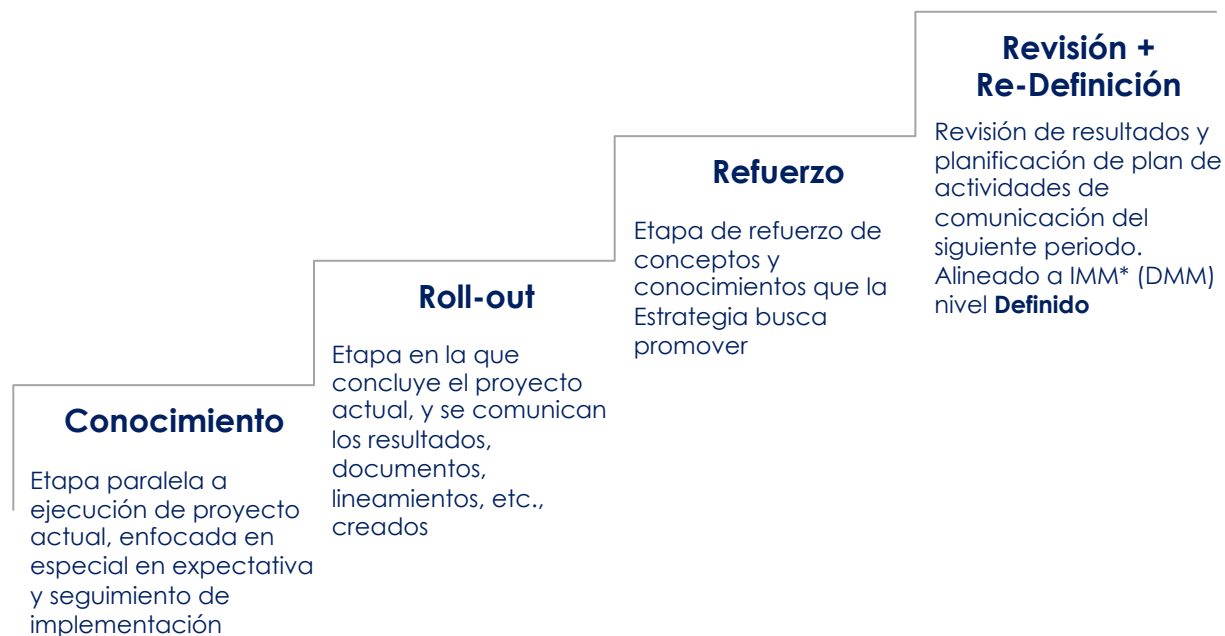 Conocimiento
Etapa paralela a
ejecución de proyecto
actual, enfocada en
especial en expectativa
y seguimiento de
implementación
Roll-out
Etapa en la que
concluye el proyecto
actual, y se comunican
los resultados,
documentos,
lineamientos, etc.,
creados
Refuerzo
Etapa de refuerzo de
conceptos y
conocimientos que la
Estrategia busca
promover
Revisión +
Re-Definición
Revisión de resultados y
planificación de plan de
actividades de
comunicación del
siguiente periodo.
Alineado a IMM* (DMM)
nivel Definido